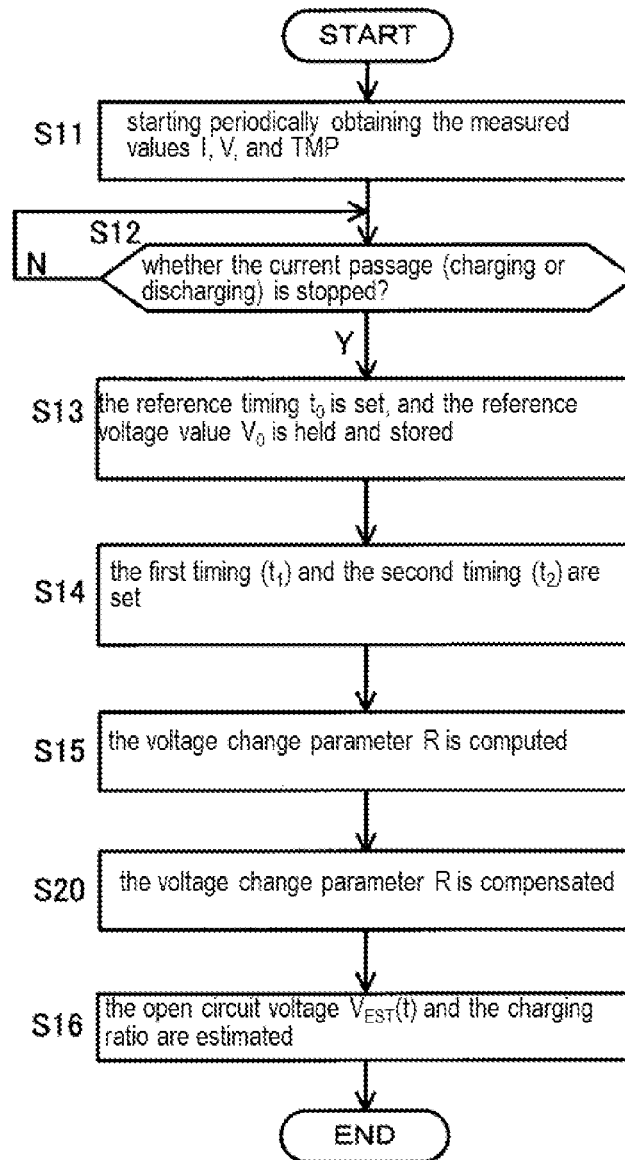 START
S11
starting periodically obtaining the measured
values I, V, and TMP
S12
N
whether the current passage (charging or
discharging) is stopped?
Y
S13
the reference timing t₀ is set, and the reference
voltage value V₀ is held and stored
S14
the first timing (t₁) and the second timing (t₂) are
set
S15
the voltage change parameter R is computed
S20
the voltage change parameter R is compensated
S16
the open circuit voltage V_EST(t) and the charging
ratio are estimated
END